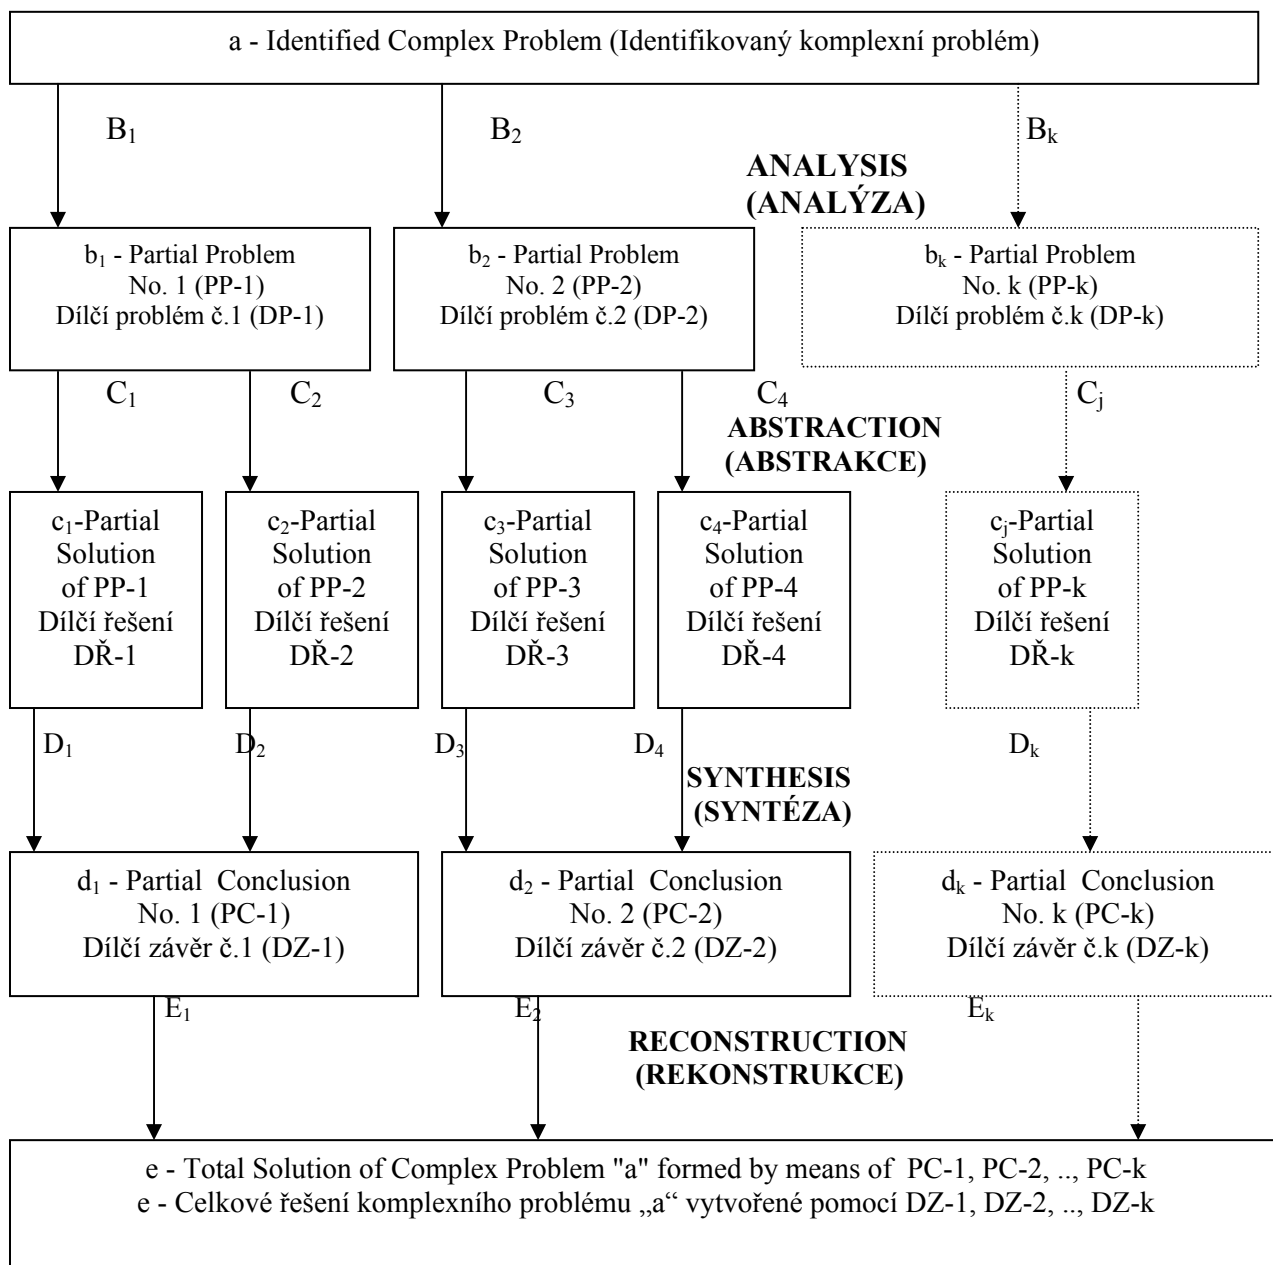 a - Identified Complex Problem (Identifikovaný komplexní problém)
B₁
B₂
Bₖ
ANALYSIS
(ANALÝZA)
b₁ - Partial Problem
No. 1 (PP-1)
Dílčí problém č.1 (DP-1)
b₂ - Partial Problem
No. 2 (PP-2)
Dílčí problém č.2 (DP-2)
bₖ - Partial Problem
No. k (PP-k)
Dílčí problém č.k (DP-k)
C₁
C₂
C₃
C₄
Cⱼ
ABSTRACTION
(ABSTRAKCE)
c₁-Partial
Solution
of PP-1
Dílčí řešení
DŘ-1
c₂-Partial
Solution
of PP-2
Dílčí řešení
DŘ-2
c₃-Partial
Solution
of PP-3
Dílčí řešení
DŘ-3
c₄-Partial
Solution
of PP-4
Dílčí řešení
DŘ-4
cⱼ-Partial
Solution
of PP-k
Dílčí řešení
DŘ-k
D₁
D₂
D₃
D₄
Dₖ
SYNTHESIS
(SYNTÉZA)
d₁ - Partial Conclusion
No. 1 (PC-1)
Dílčí závěr č.1 (DZ-1)
d₂ - Partial Conclusion
No. 2 (PC-2)
Dílčí závěr č.2 (DZ-2)
dₖ - Partial Conclusion
No. k (PC-k)
Dílčí závěr č.k (DZ-k)
E₁
E₂
Eₖ
RECONSTRUCTION
(REKONSTRUKCE)
e - Total Solution of Complex Problem "a" formed by means of PC-1, PC-2, .., PC-k
e - Celkové řešení komplexního problému „a“ vytvořené pomocí DZ-1, DZ-2, .., DZ-k